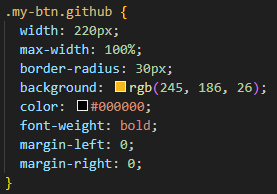 .my-btn.github {
  width: 220px;
  max-width: 100%;
  border-radius: 30px;
  background: rgb(245, 186, 26);
  color: #000000;
  font-weight: bold;
  margin-left: 0;
  margin-right: 0;
}